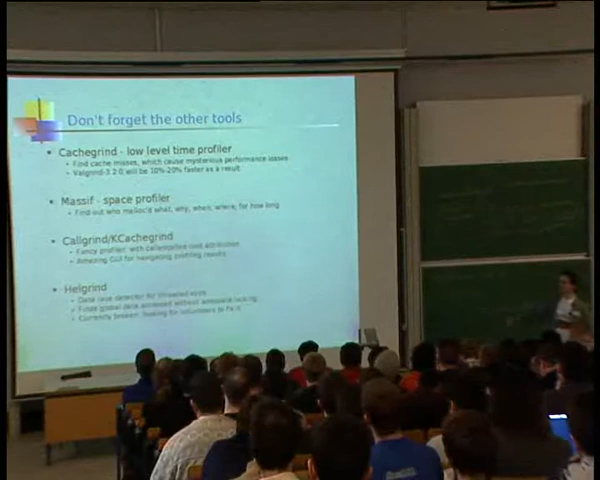 Don't forget the other tools
Cachegrind - low level time profiler
Find cache misses, which cause mysterious performance losses
Valgrind-3.2.0 will be 10%-20% faster as a result
Massif - space profiler
Find out who malloc'd what, why, when, where, for how long
Callgrind/KCachegrind
Fancy profiler with callgraph cost attribution
Amazing GUI for navigating profiling results
Helgrind
Data race detector for threaded apps
Finds global data accessed without adequate locking
Currently broken: looking for volunteers to fix it